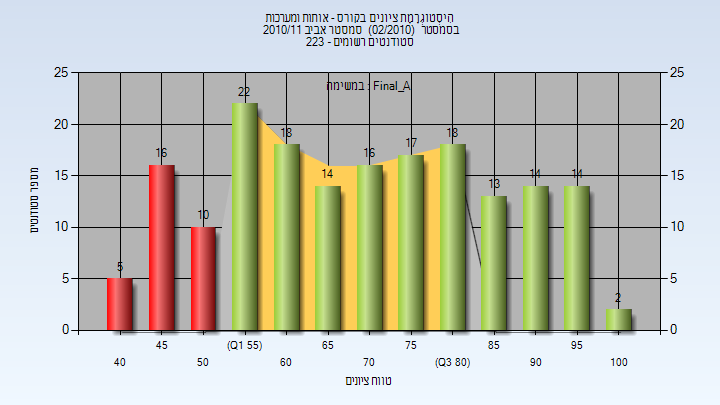 היסטוגרמת ציונים בקורס - אותות ומערכות
בסמסטר (02/2010) סמסטר אביב 2010/11
סטודנטים רשומים - 223
במשימה : Final_A
מספר סטודנטים
25 25
20 20
15 15
10 10
5 5
0 0
5 16 10 22 18 14 16 17 18 13 14 14 2
45 (Q1 55) 65 75 85 95
40 50 60 70 (Q3 80) 90 100
טווח ציונים